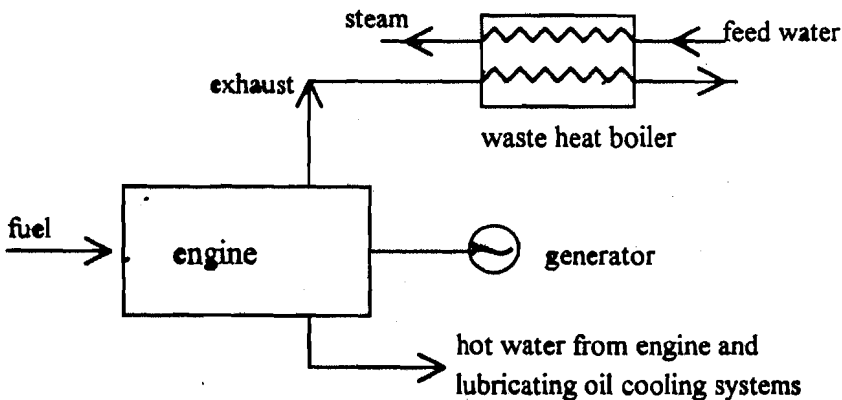 steam
feed water
exhaust
waste heat boiler
fuel
engine
generator
hot water from engine and
lubricating oil cooling systems